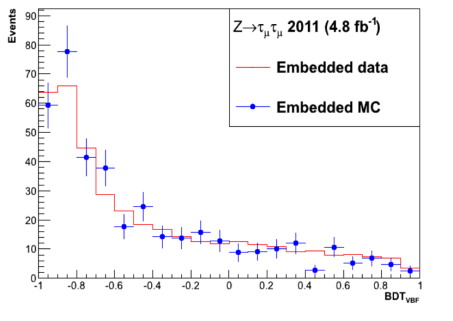 Events
90
80
70
60
50
40
30
20
10
0
Z→τμτμ 2011 (4.8 fb⁻¹)
Embedded data
Embedded MC
-1 -0.8 -0.6 -0.4 -0.2 0 0.2 0.4 0.6 0.8 1
BDTVBF